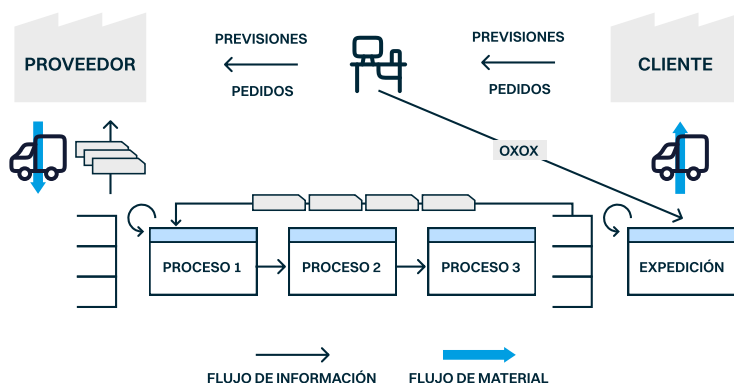 PROVEEDOR
PREVISIONES
PEDIDOS
PREVISIONES
PEDIDOS
CLIENTE
OXOX
PROCESO 1
PROCESO 2
PROCESO 3
EXPEDICIÓN
FLUJO DE INFORMACIÓN
FLUJO DE MATERIAL